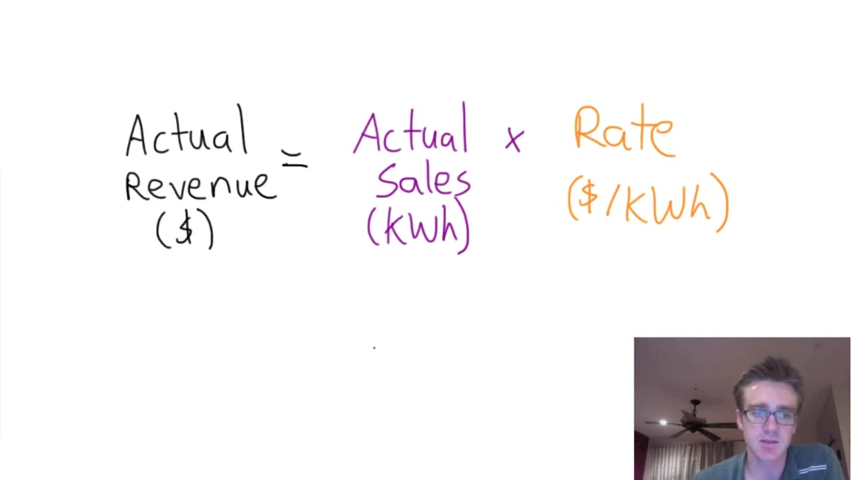 Actual Revenue ($) = Actual Sales (kWh) x Rate ($/kWh)